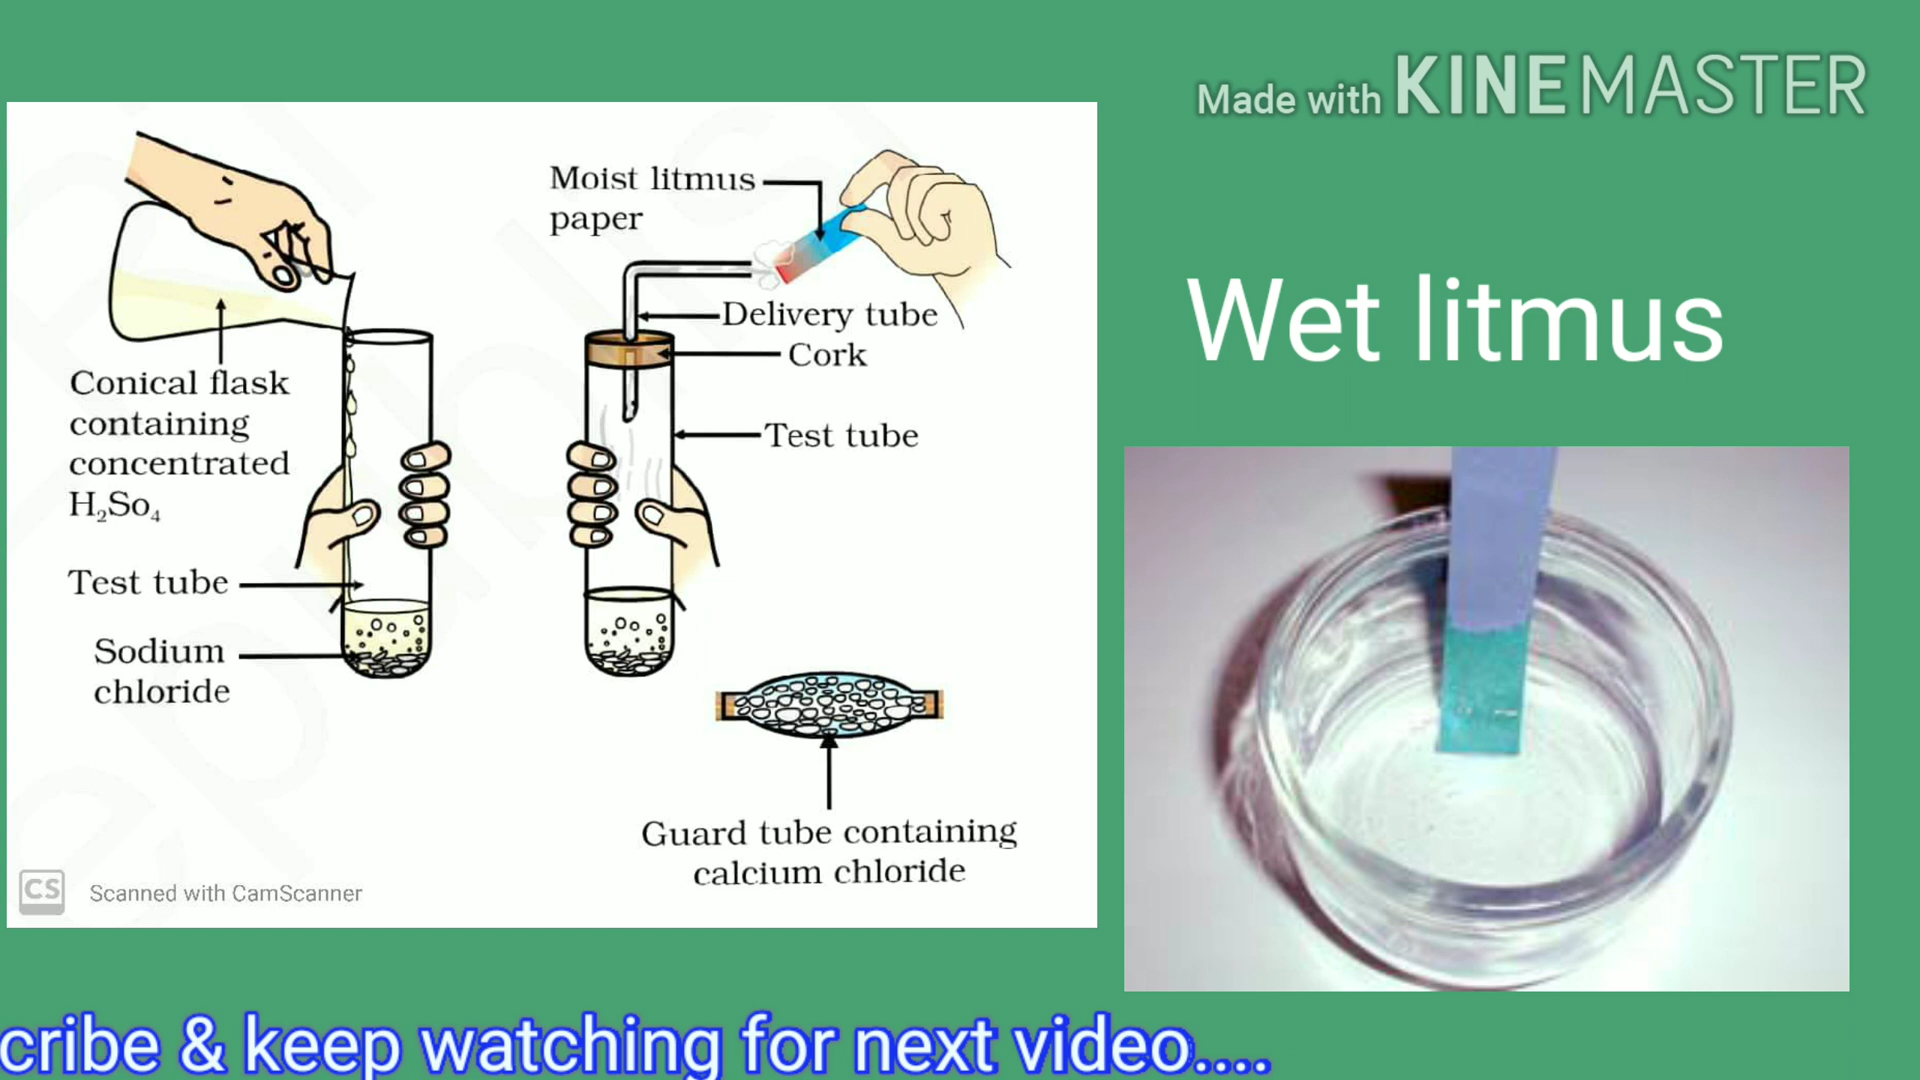 Made with KINEMASTER
Moist litmus
paper
Delivery tube
Cork
Test tube
Conical flask
containing
concentrated
H₂So₄
Test tube
Sodium
chloride
Guard tube containing
calcium chloride
CS Scanned with CamScanner
Wet litmus
cribe & keep watching for next video....